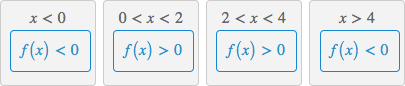 x < 0
f(x) < 0
0 < x < 2
f(x) > 0
2 < x < 4
f(x) > 0
x > 4
f(x) < 0